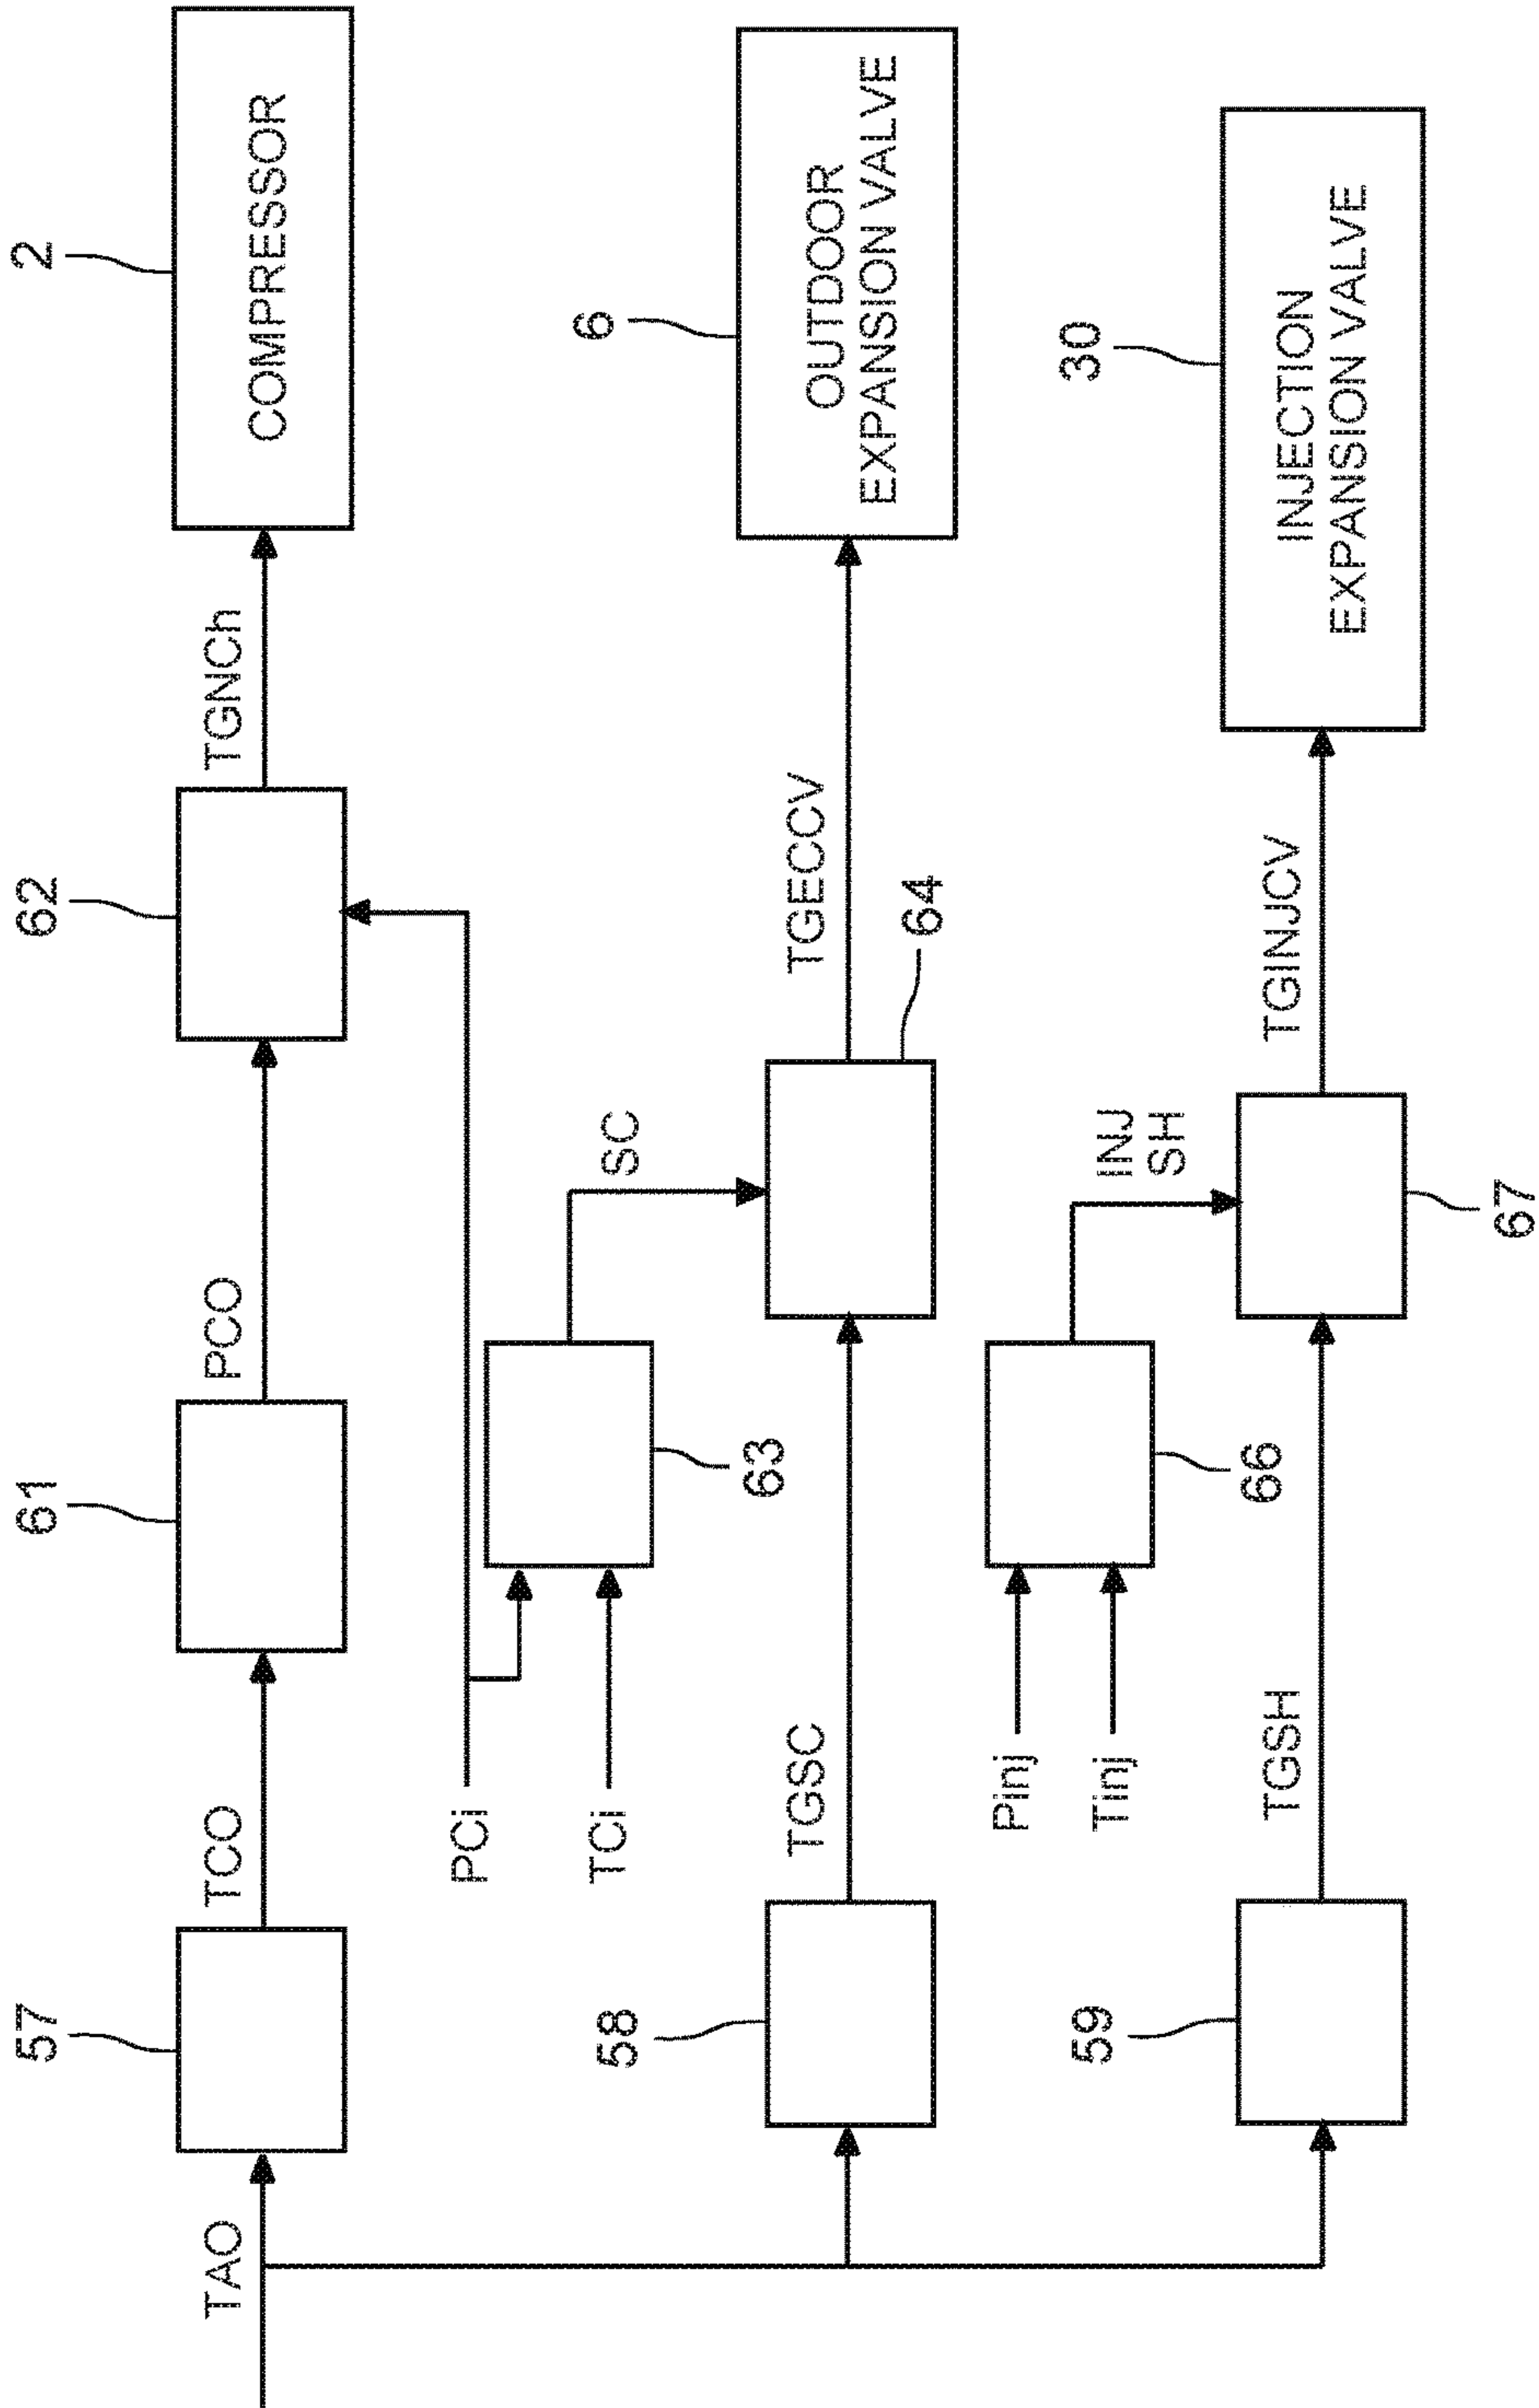 TAO
57
TCO
61
PCO
62
TGNCh
2
COMPRESSOR
PCi
TCi
63
SC
58
TGSC
64
TGECCV
6
OUTDOOR
EXPANSION VALVE
Pinj
Tinj
66
INJ
SH
59
TGSH
67
TGINJCV
30
INJECTION
EXPANSION VALVE